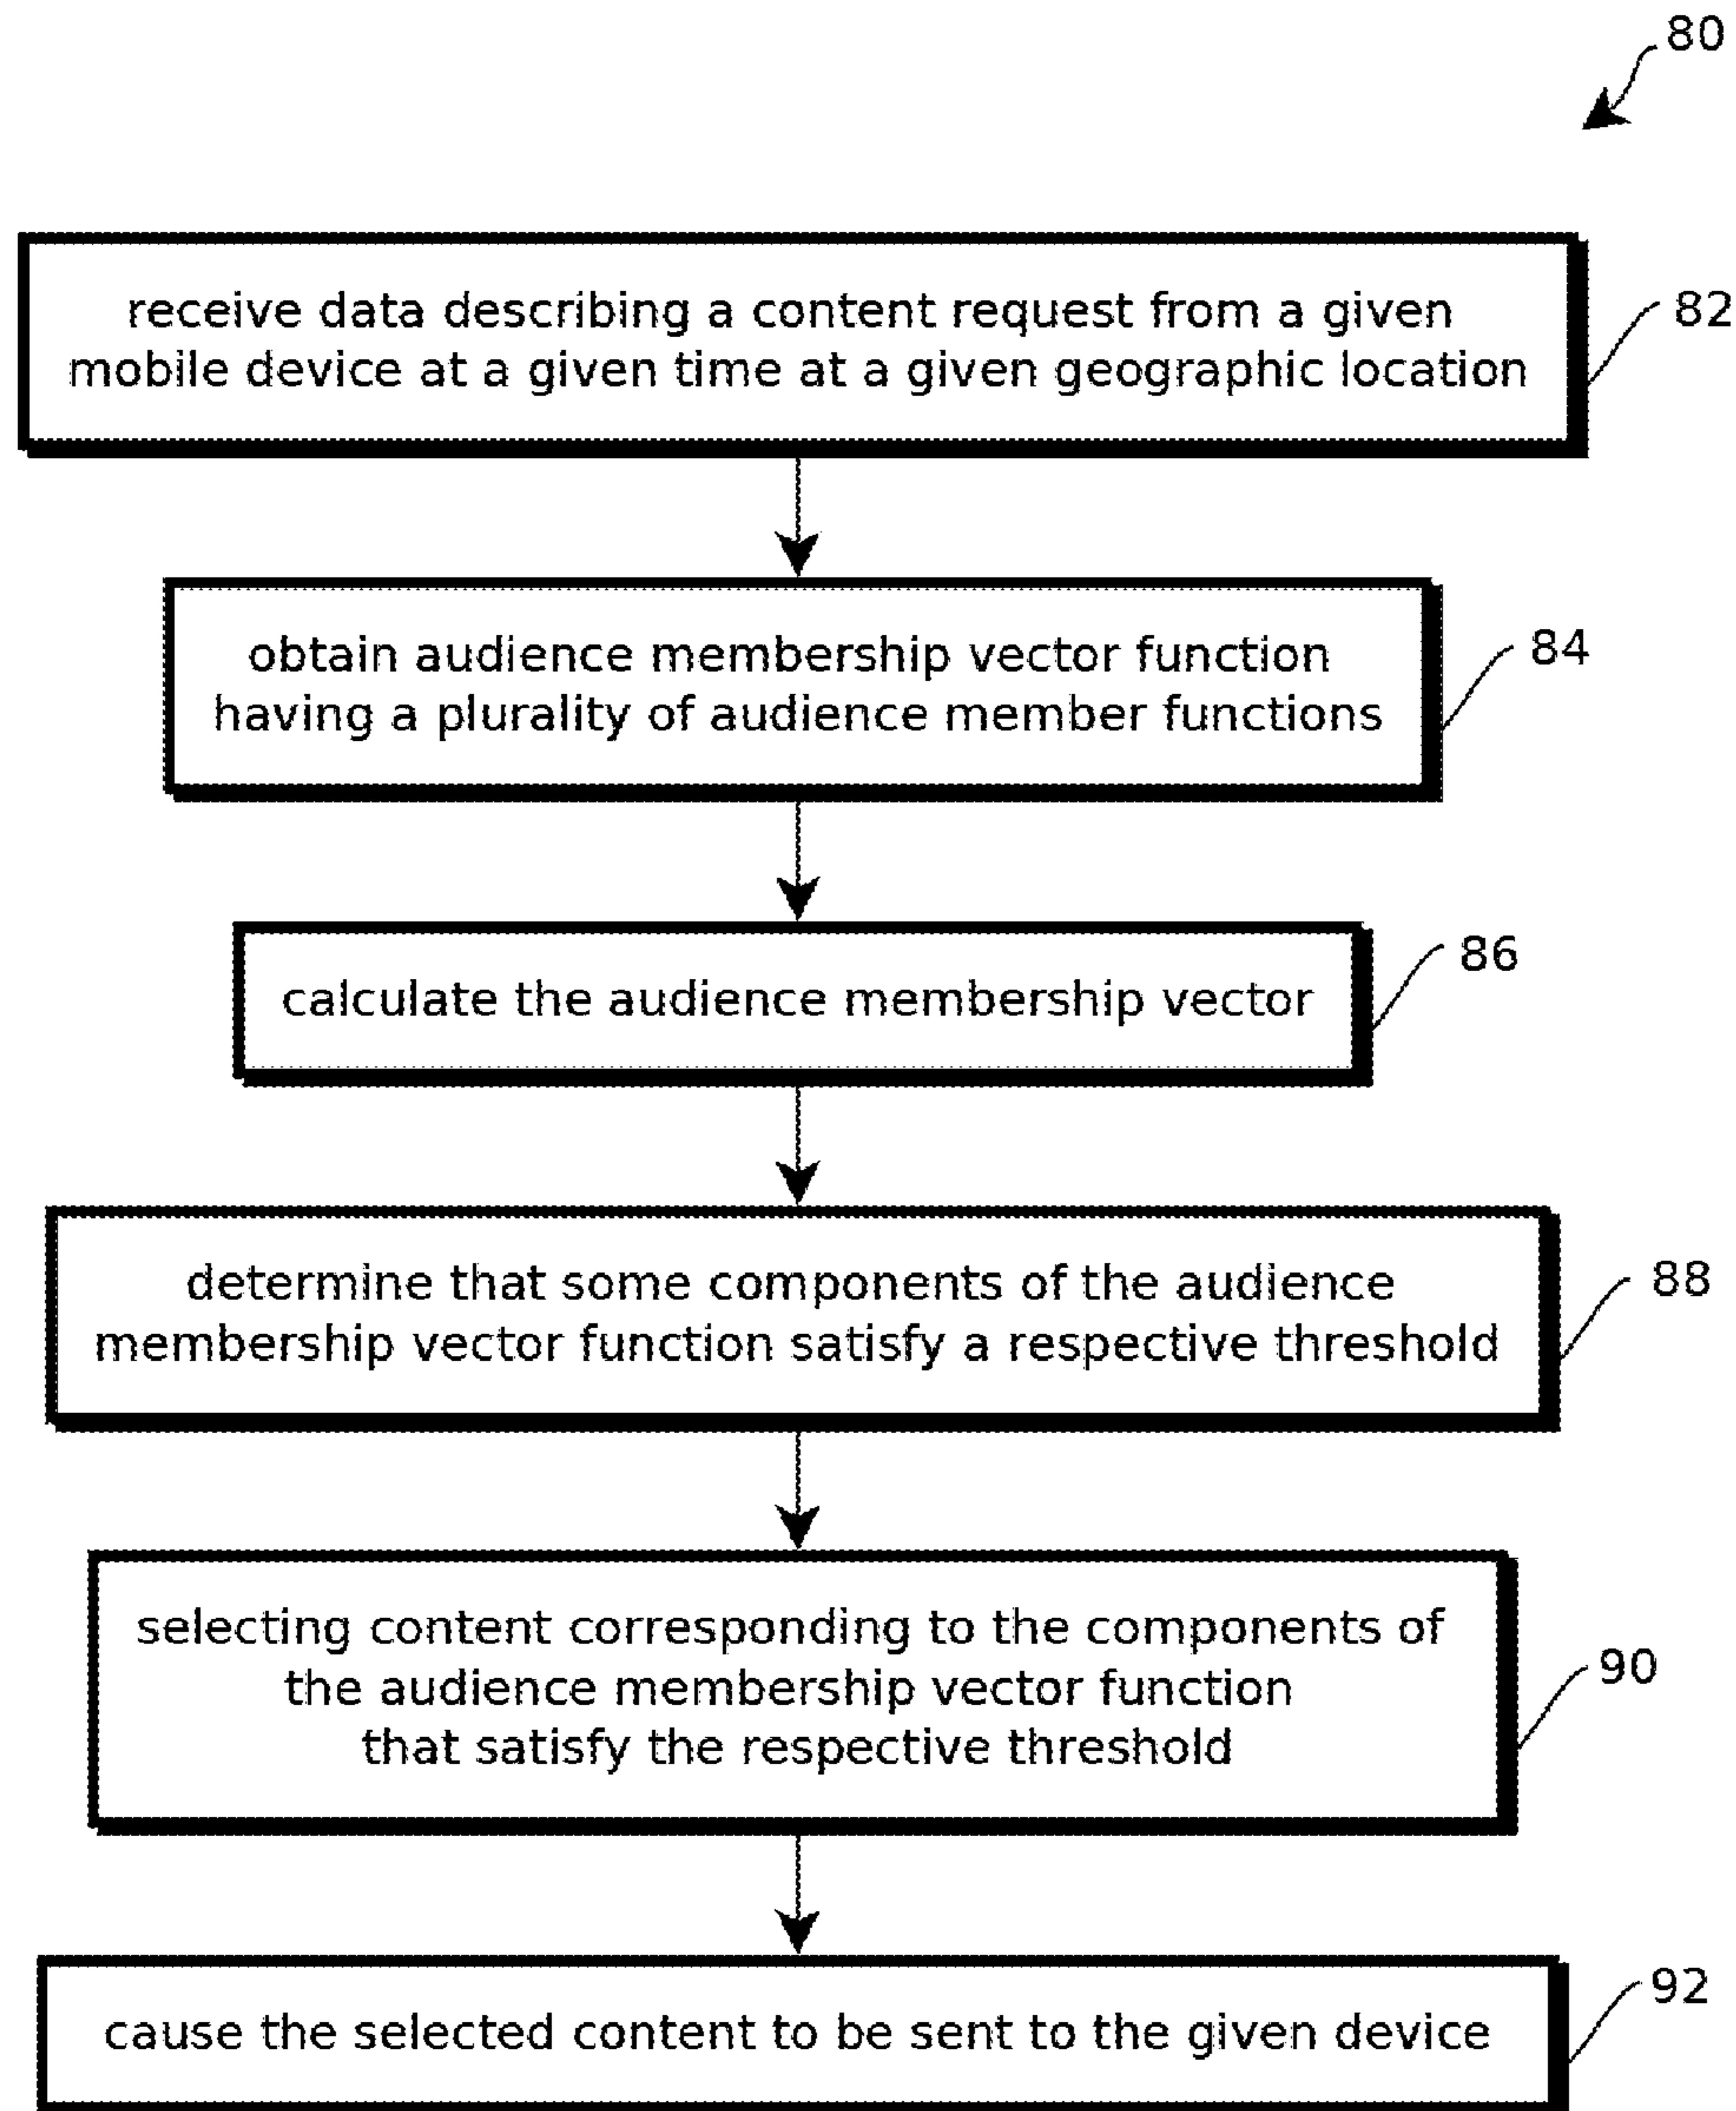 80
receive data describing a content request from a given
mobile device at a given time at a given geographic location
82
obtain audience membership vector function
having a plurality of audience member functions
84
calculate the audience membership vector
86
determine that some components of the audience
membership vector function satisfy a respective threshold
88
selecting content corresponding to the components of
the audience membership vector function
that satisfy the respective threshold
90
cause the selected content to be sent to the given device
92